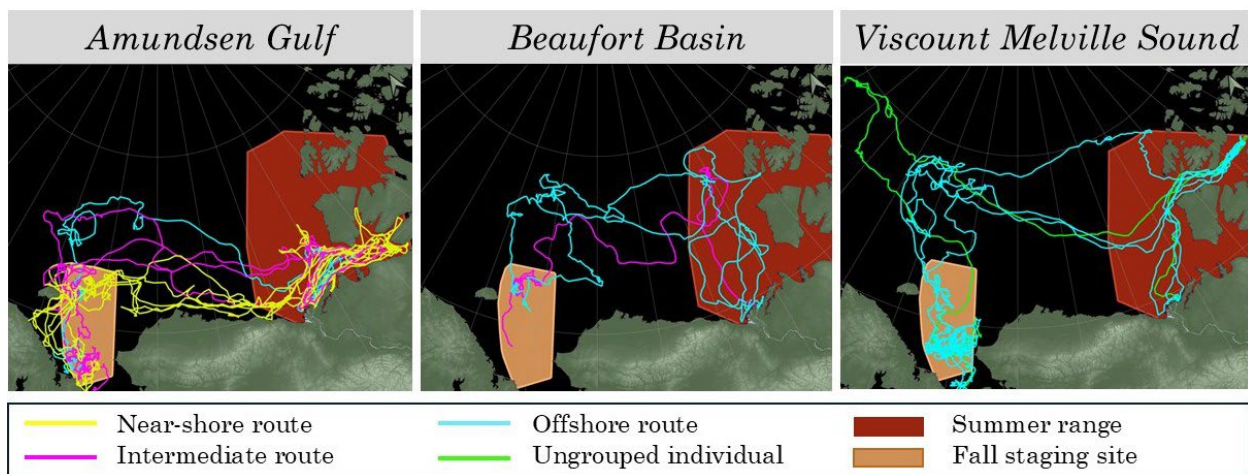 Amundsen Gulf
Beaufort Basin
Viscount Melville Sound
Near-shore route
Offshore route
Summer range
Intermediate route
Ungrouped individual
Fall staging site